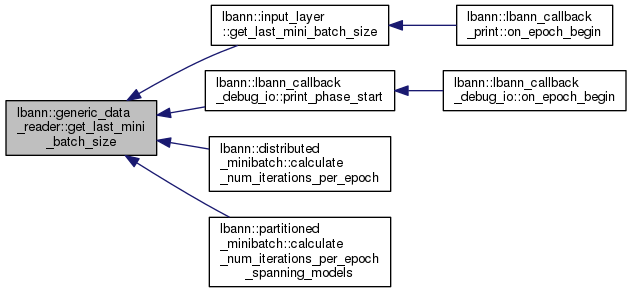 lbann::input_layer
::get_last_mini_batch_size
lbann::lbann_callback
_print::on_epoch_begin
lbann::lbann_callback
_debug_io::print_phase_start
lbann::lbann_callback
_debug_io::on_epoch_begin
lbann::generic_data
_reader::get_last_mini
_batch_size
lbann::distributed
_minibatch::calculate
_num_iterations_per_epoch
lbann::partitioned
_minibatch::calculate
_num_iterations_per_epoch
_spanning_models